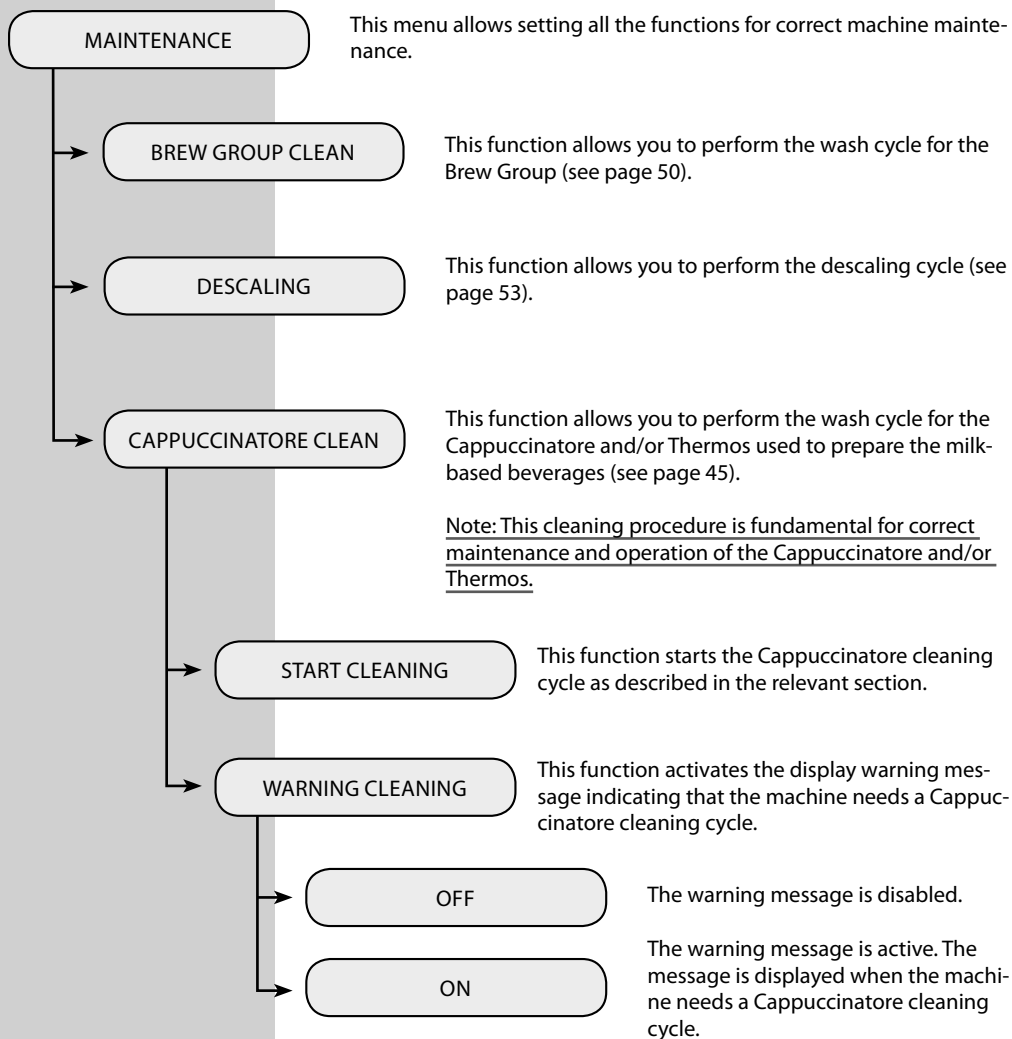 MAINTENANCE
This menu allows setting all the functions for correct machine mainte-
nance.
BREW GROUP CLEAN
This function allows you to perform the wash cycle for the
Brew Group (see page 50).
DESCALING
This function allows you to perform the descaling cycle (see
page 53).
CAPPUCCINATORE CLEAN
This function allows you to perform the wash cycle for the
Cappuccinatore and/or Thermos used to prepare the milk-
based beverages (see page 45).
Note: This cleaning procedure is fundamental for correct
maintenance and operation of the Cappuccinatore and/or
Thermos.
START CLEANING
This function starts the Cappuccinatore cleaning
cycle as described in the relevant section.
WARNING CLEANING
This function activates the display warning mes-
sage indicating that the machine needs a Cappuc-
cinatore cleaning cycle.
OFF
The warning message is disabled.
ON
The warning message is active. The
message is displayed when the machi-
ne needs a Cappuccinatore cleaning
cycle.